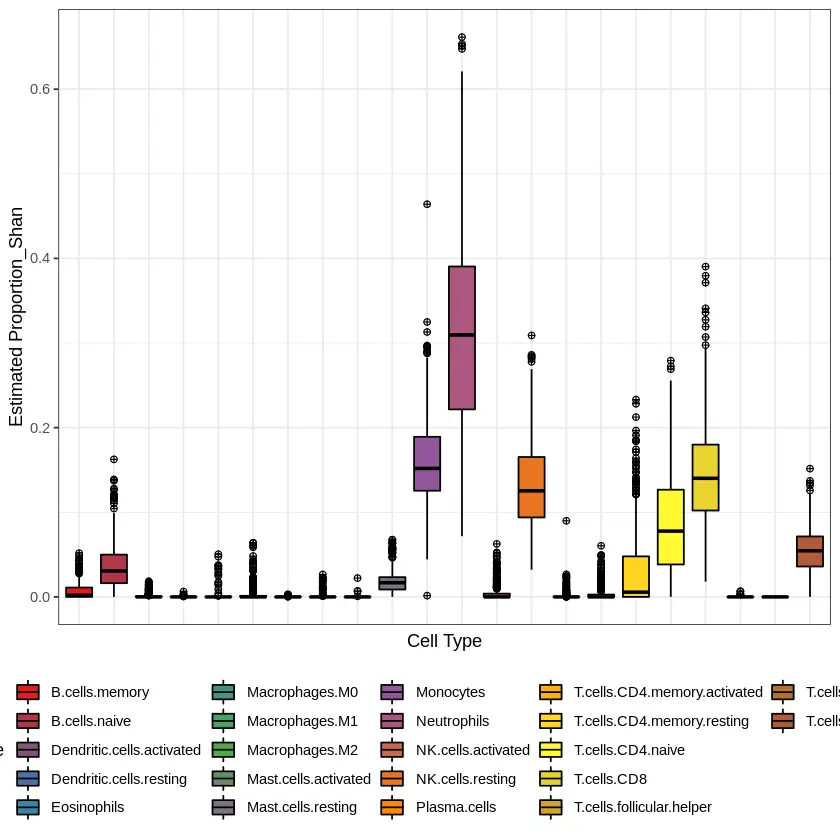 Estimated Proportion_Shan
0.6
0.4
0.2
0.0
Cell Type
B.cells.memory
B.cells.naive
Dendritic.cells.activated
Dendritic.cells.resting
Eosinophils
Macrophages.M0
Macrophages.M1
Macrophages.M2
Mast.cells.activated
Mast.cells.resting
Monocytes
Neutrophils
NK.cells.activated
NK.cells.resting
Plasma.cells
T.cells.CD4.memory.activated
T.cells.CD4.memory.resting
T.cells.CD4.naive
T.cells.CD8
T.cells.follicular.helper